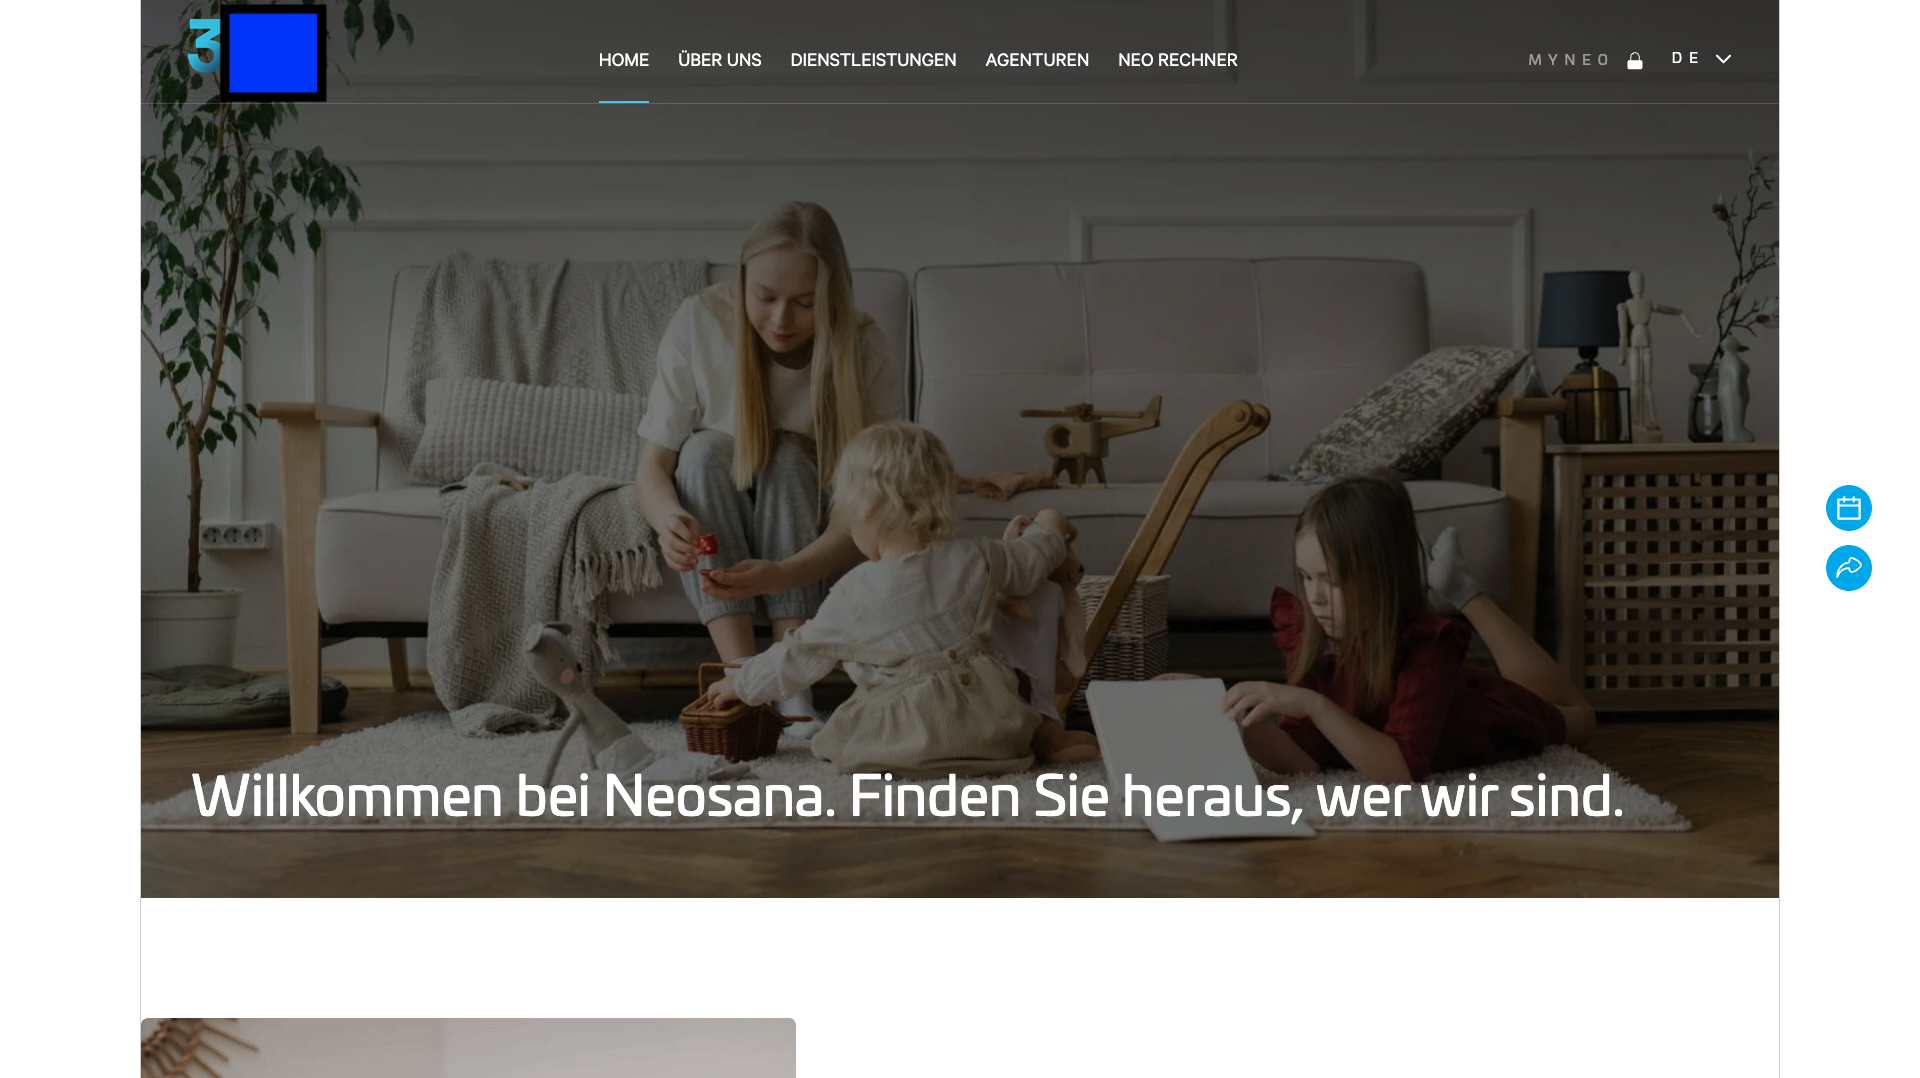 3
HOME ÜBER UNS DIENSTLEISTUNGEN AGENTUREN NEO RECHNER MYNEO DE
Willkommen bei Neosana. Finden Sie heraus, wer wir sind.